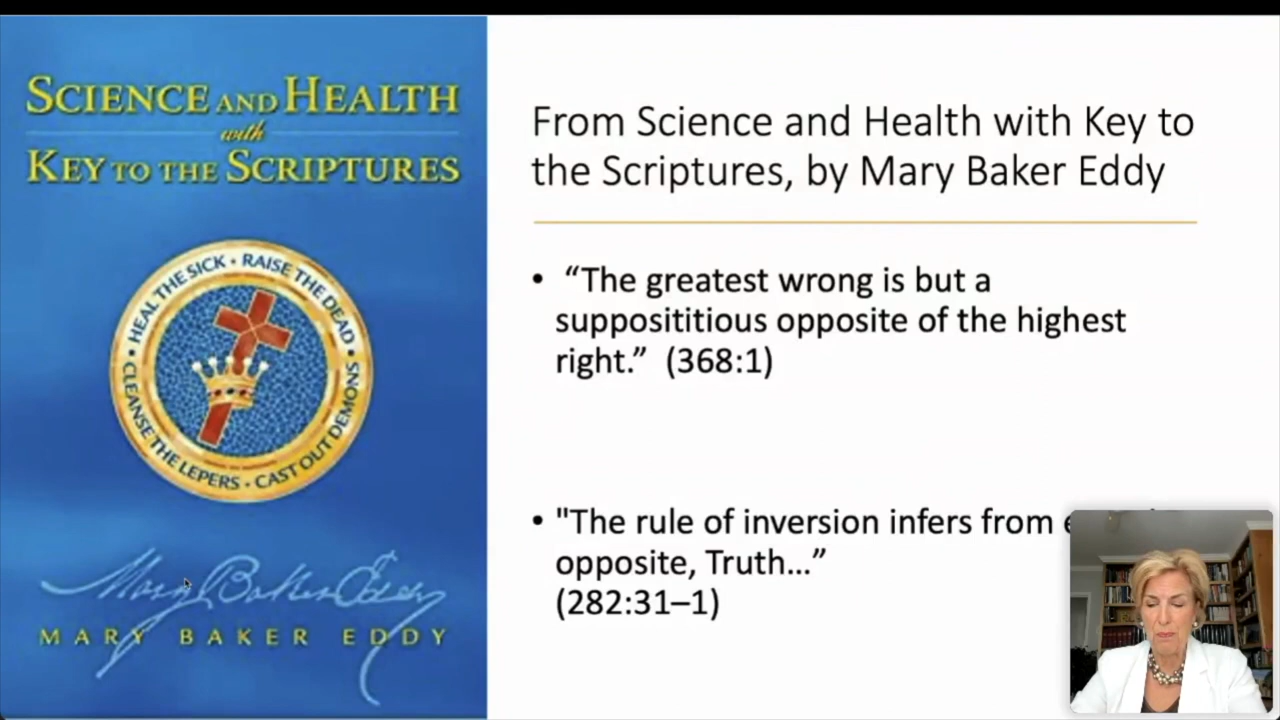 SCIENCE AND HEALTH
with
KEY TO THE SCRIPTURES
HEAL THE SICK • RAISE THE DEAD • CAST OUT DEMONS • CLEANSE THE LEPERS •
Mary Baker Eddy
MARY BAKER EDDY
From Science and Health with Key to
the Scriptures, by Mary Baker Eddy
• “The greatest wrong is but a
supposititious opposite of the highest
right.” (368:1)
• "The rule of inversion infers from
opposite, Truth...”
(282:31–1)